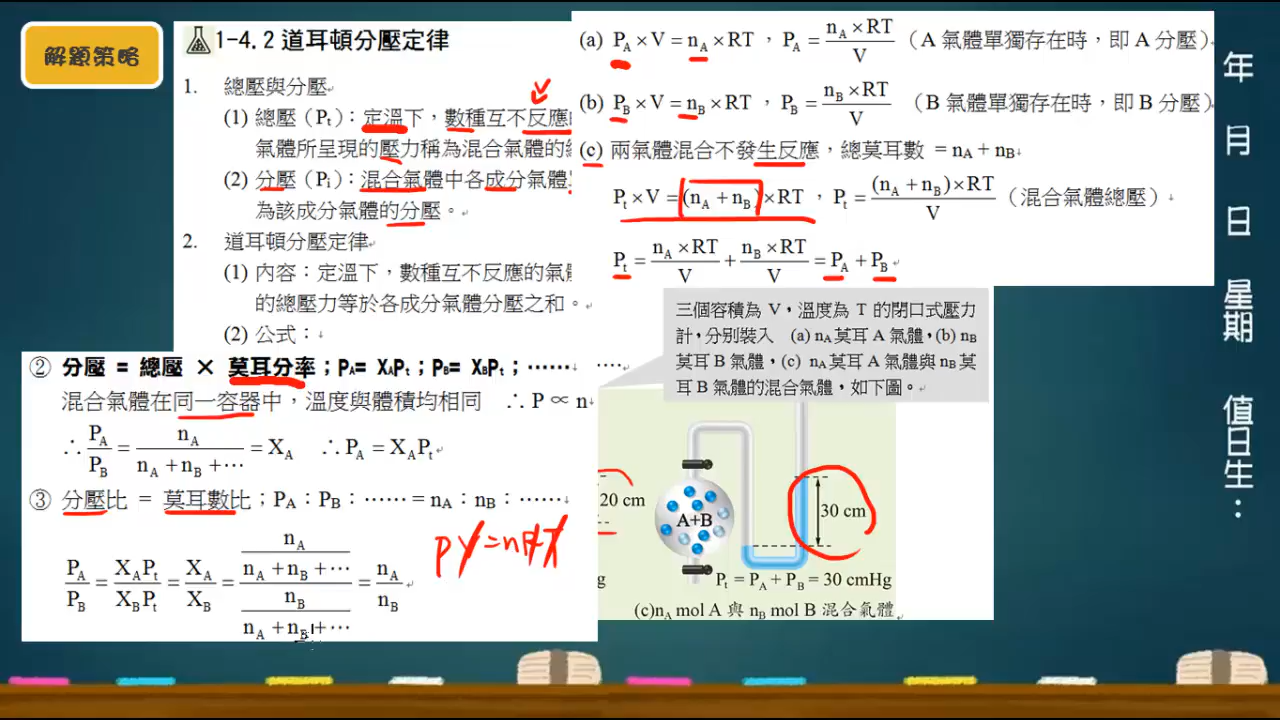 解題策略
1-4.2道耳頓分壓定律
1. 總壓與分壓
(1) 總壓(Pt)：定溫下，數種互不反應
氣體所呈現的壓力稱為混合氣體的
(2) 分壓(Pi)：混合氣體中各成分氣體
為該成分氣體的分壓。
2. 道耳頓分壓定律
(1) 內容：定溫下，數種互不反應的氣
的總壓力等於各成分氣體分壓之和。
(2) 公式：
② 分壓 = 總壓 × 莫耳分率；PA= XAPt；PB= XBPt；⋯⋯
混合氣體在同一容器中，溫度與體積均相同 ∴ P ∝ n
∴ PA/PB = nA/(nA+nB+⋯) = XA ∴ PA = XAPt
③ 分壓比 = 莫耳數比；PA：PB：⋯⋯ = nA：nB：⋯⋯
PV=nRT
PA/PB = XAPt/XBPt = XA/XB = (nA/(nA+nB+⋯))/(nB/(nA+nB+⋯)) = nA/nB
(a) PA×V = nA×RT，PA = nA×RT/V (A 氣體單獨存在時，即 A 分壓)
(b) PB×V = nB×RT，PB = nB×RT/V (B 氣體單獨存在時，即 B 分壓)
(c) 兩氣體混合不發生反應，總莫耳數 = nA + nB
Pt×V = (nA + nB)×RT，Pt = (nA + nB)×RT/V (混合氣體總壓)
Pt = nA×RT/V + nB×RT/V = PA + PB
三個容積為 V，溫度為 T 的閉口式壓力
計，分別裝入 (a) nA莫耳 A 氣體，(b) nB
莫耳 B 氣體，(c) nA莫耳 A 氣體與 nB莫
耳 B 氣體的混合氣體，如下圖。
20 cm
A+B
30 cm
g
Pt = PA + PB = 30 cmHg
(c)nA mol A 與 nB mol B 混合氣體
年
月
日
星期
值日生：